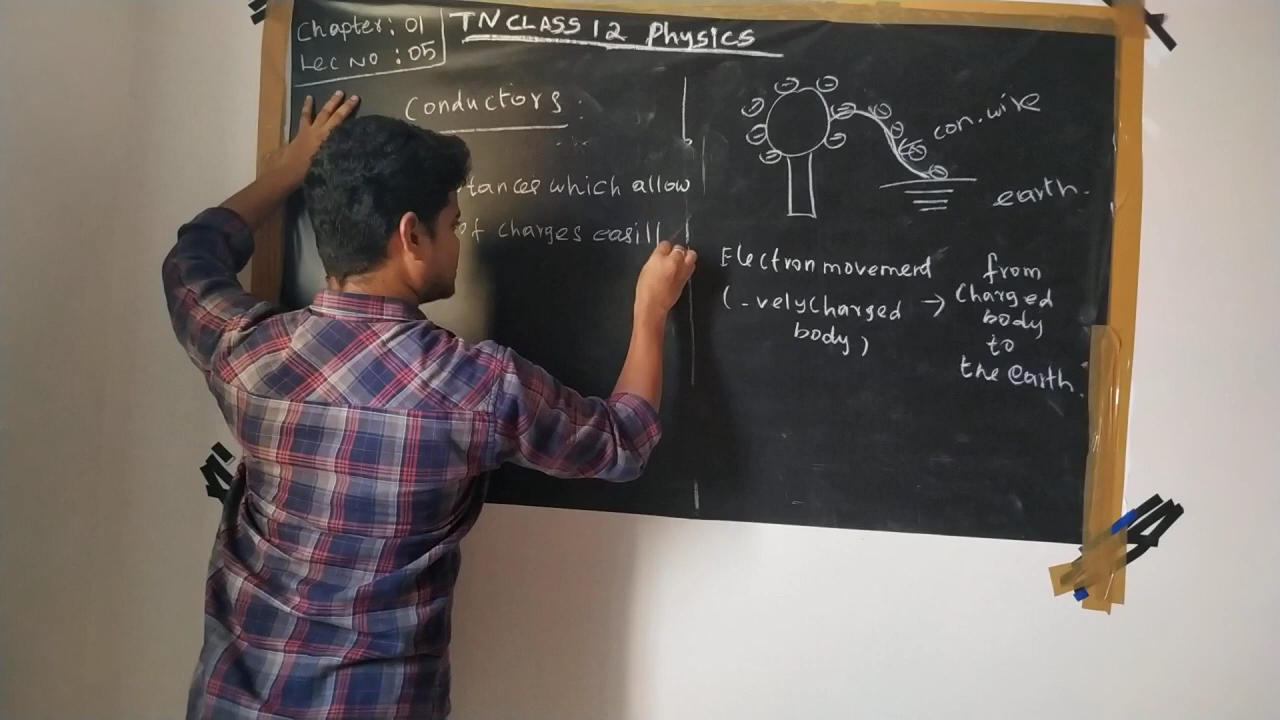 Chapter: 01
Lec No : 05
TN CLASS 12 Physics
Conductors :
tances which allow
of charges easill
con. wire
earth.
Electron movement
(-vely charged
body)
→ from
Charged
body
to
the earth.